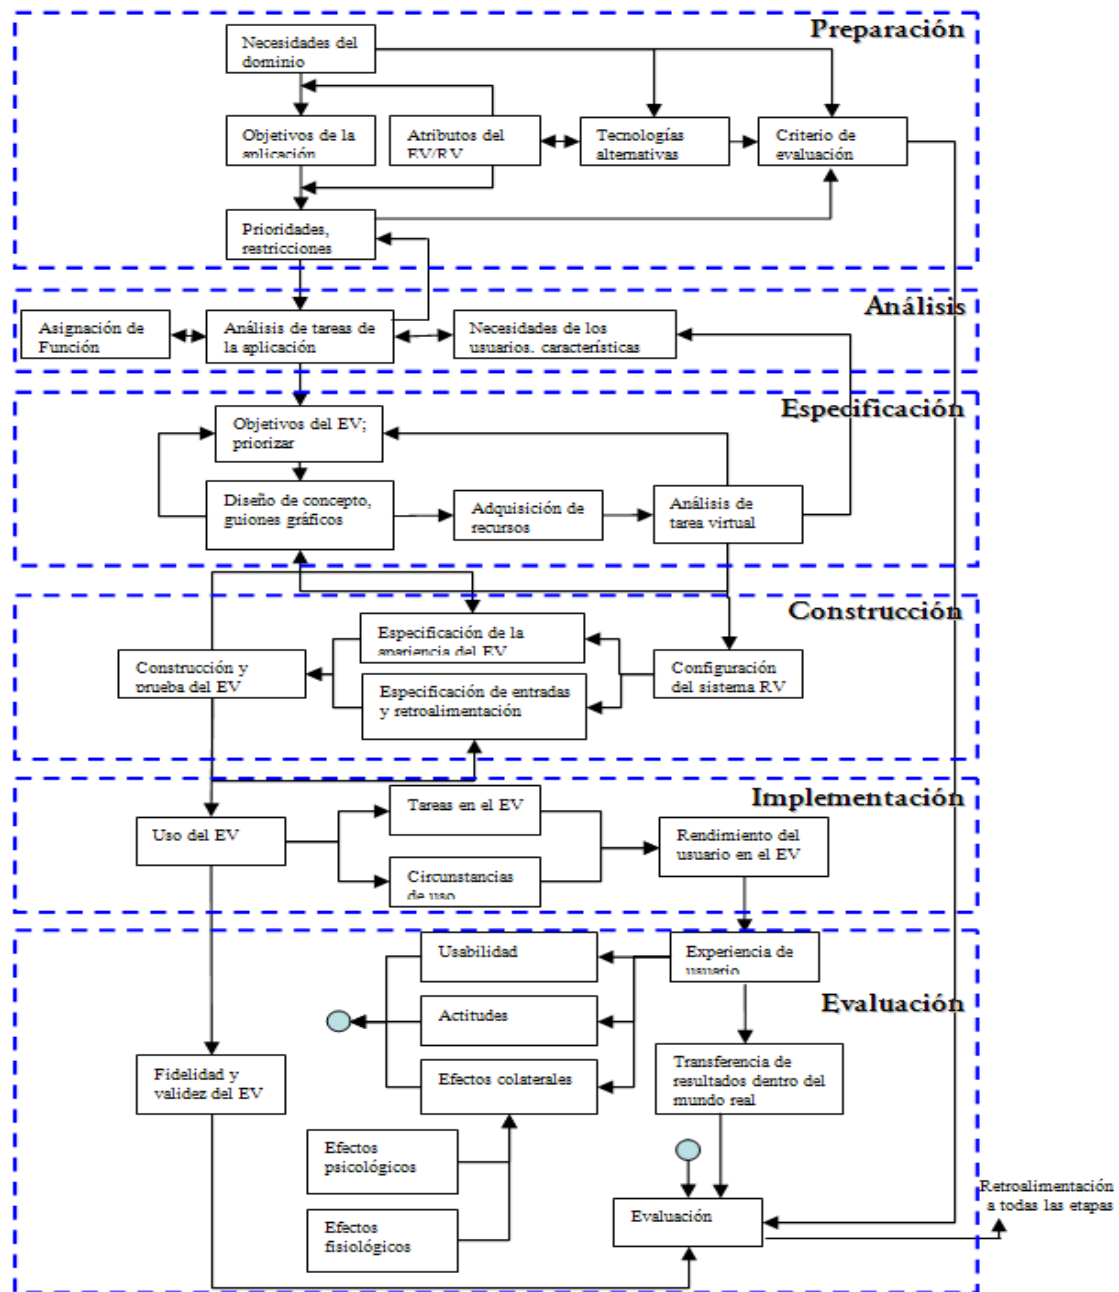 Preparación
Necesidades del
dominio
Objetivos de la
aplicación
Atributos del
EV/RV
Tecnologías
alternativas
Criterio de
evaluación
Prioridades,
restricciones
Análisis
Asignación de
Función
Análisis de tareas de
la aplicación
Necesidades de los
usuarios, características
Especificación
Objetivos del EV;
priorizar
Diseño de concepto,
guiones gráficos
Adquisición de
recursos
Análisis de
tarea virtual
Construcción
Especificación de la
apariencia del EV
Construcción y
prueba del EV
Configuración
del sistema RV
Especificación de entradas
y retroalimentación
Implementación
Tareas en el EV
Uso del EV
Rendimiento del
usuario en el EV
Circunstancias
de uso
Usabilidad
Experiencia de
usuario
Evaluación
Actitudes
Fidelidad y
validez del EV
Efectos colaterales
Transferencia de
resultados dentro del
mundo real
Efectos
psicológicos
Retroalimentación
a todas las etapas
Evaluación
Efectos
fisiológicos